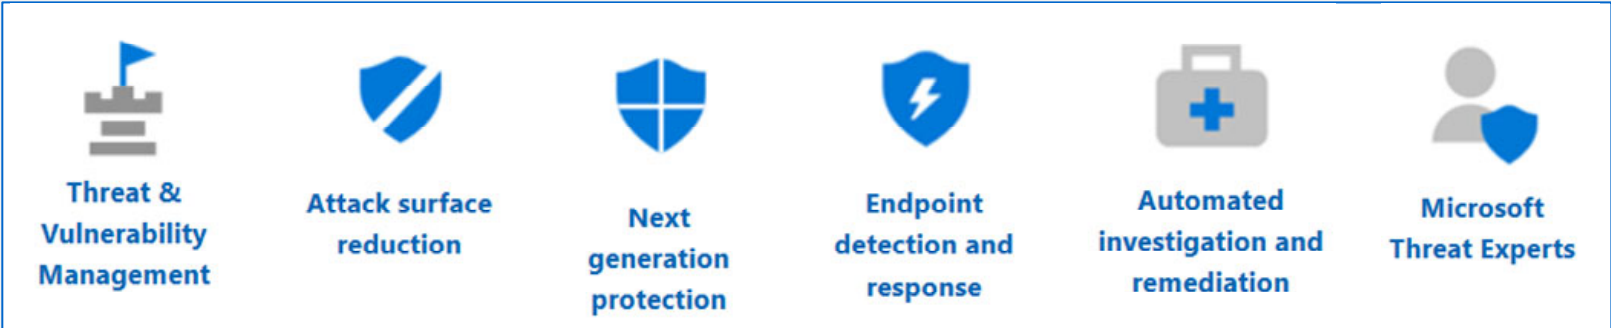 Threat &
Vulnerability
Management
Attack surface
reduction
Next
generation
protection
Endpoint
detection and
response
Automated
investigation and
remediation
Microsoft
Threat Experts